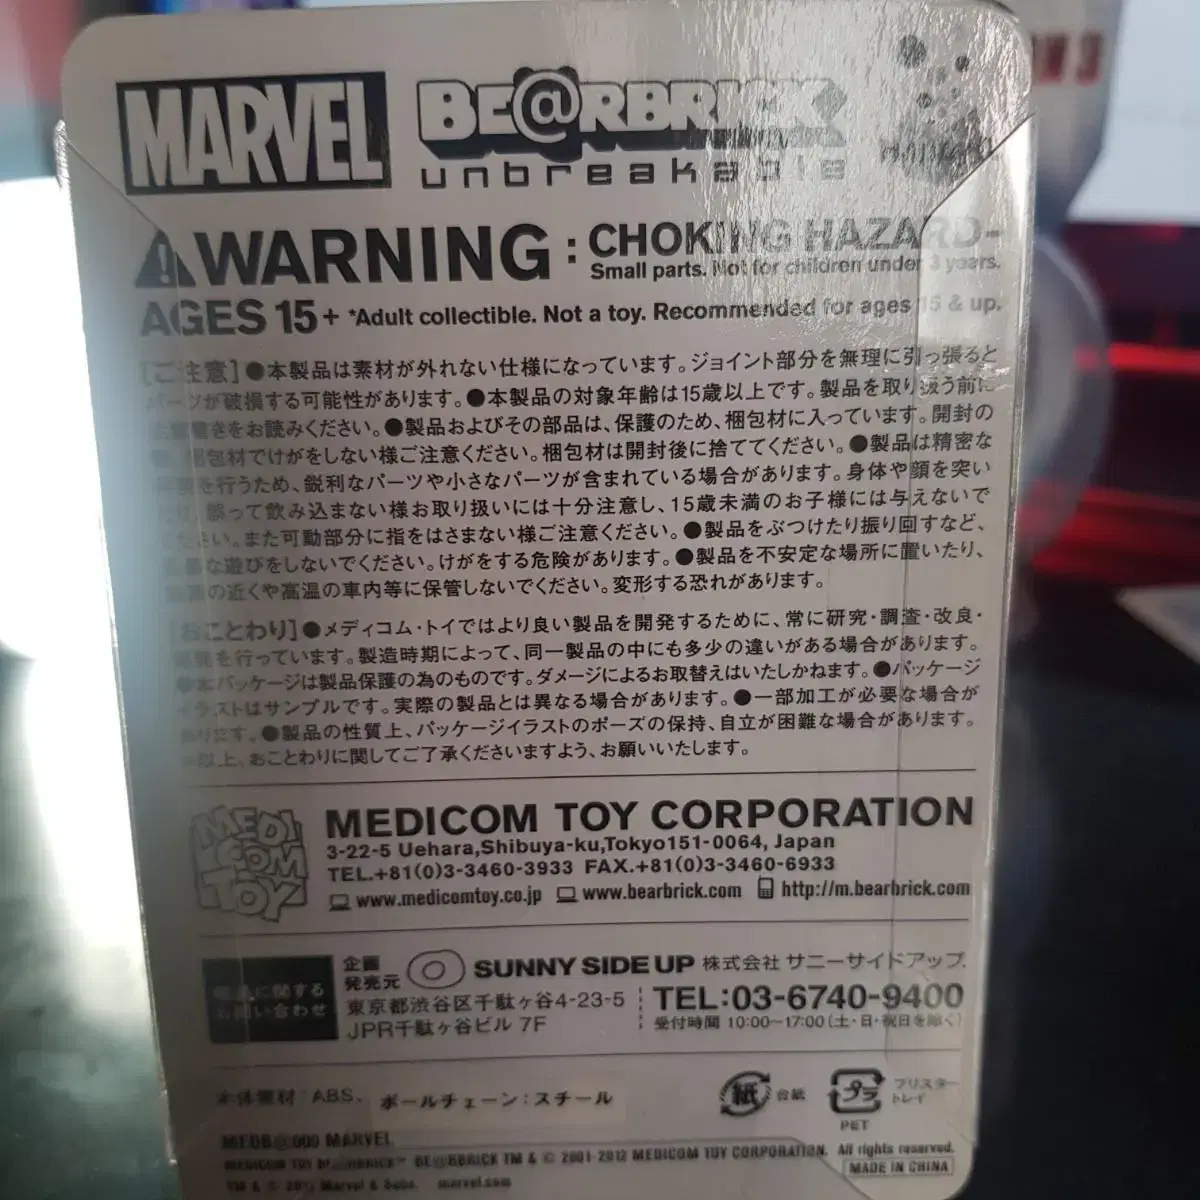 MARVEL BE@RBRICK
unbreakable
WARNING : CHOKING HAZARD-
Small parts. Not for children under 3 years.
AGES 15+ *Adult collectible. Not a toy. Recommended for ages 15 & up.
[ご注意]●本製品は素材が外れない仕様になっています。ジョイント部分を無理に引っ張ると
パーツが破損する可能性があります。●本製品の対象年齢は15歳以上です。製品を取り扱う前に
をお読みください。●製品およびその部品は、保護のため、梱包材に入っています。開封の
梱包材でけがをしない様ご注意ください。梱包材は開封後に捨ててください。●製品は精密な
を行うため、鋭利なパーツや小さなパーツが含まれている場合があります。身体や顔を突い
誤って飲み込まない様お取り扱いには十分注意し、15歳未満のお子様には与えないで
さい。また可動部分に指をはさまない様ご注意ください。●製品をぶつけたり振り回すなど、
な遊びをしないでください。けがをする危険があります。●製品を不安定な場所に置いたり、
の近くや高温の車内等に保管しないでください。変形する恐れがあります。
[おことわり]●メディコム・トイではより良い製品を開発するために、常に研究・調査・改良・
開発を行っています。製造時期によって、同一製品の中にも多少の違いがある場合があります。
●本パッケージは製品保護の為のものです。ダメージによるお取替えはいたしかねます。●パッケージ
イラストはサンプルです。実際の製品とは異なる場合があります。●一部加工が必要な場合が
あります。●製品の性質上、パッケージイラストのポーズの保持、自立が困難な場合があります。
以上、おことわりに関してご了承くださいますよう、お願いいたします。
MEDICOM TOY
MEDICOM TOY CORPORATION
3-22-5 Uehara,Shibuya-ku,Tokyo151-0064, Japan
TEL.+81(0)3-3460-3933 FAX.+81(0)3-3460-6933
www.medicomtoy.co.jp www.bearbrick.com http://m.bearbrick.com
に関する
お問い合わせ
企画
発売元
SUNNY SIDE UP 株式会社 サニーサイドアップ.
東京都渋谷区千駄ヶ谷4-23-5
JPR千駄ヶ谷ビル 7F
TEL:03-6740-9400
受付時間 10:00~17:00(土・日・祝日を除く)
本体素材:ABS、ボールチェーン:スチール
紙 台紙
プラ ブリスター
トレイ
PET
MARVEL
MEDICOM TOY BE@RBRICK™ BE@RBRICK TM & © 2001-2012 MEDICOM TOY CORPORATION. All rights reserved.
TM & © Marvel & Subs. marvel.com
MADE IN CHINA